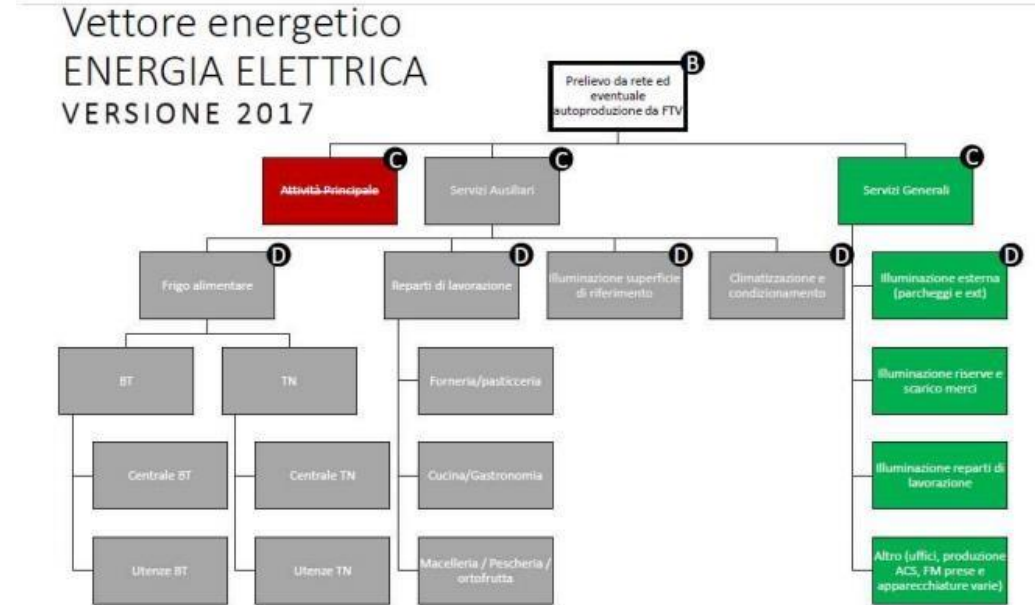 Vettore energetico
ENERGIA ELETTRICA
VERSIONE 2017
B
Prelievo da rete ed
eventuale
autoproduzione da FTV
C
Attività Principale
C
Servizi Ausiliari
C
Servizi Generali
D
Frigo alimentare
D
Reparti di lavorazione
D
Illuminazione superficie
di riferimento
D
Climatizzazione e
condizionamento
D
Illuminazione esterna
(parcheggi e ext)
BT
TN
Forneria/pasticceria
Illuminazione riserve e
scarico merci
Centrale BT
Centrale TN
Cucina/Gastronomia
Illuminazione reparti di
lavorazione
Utenze BT
Utenze TN
Macelleria / Pescheria /
ortofrutta
Altro (uffici, produzione
ACS, FM prese e
apparecchiature varie)